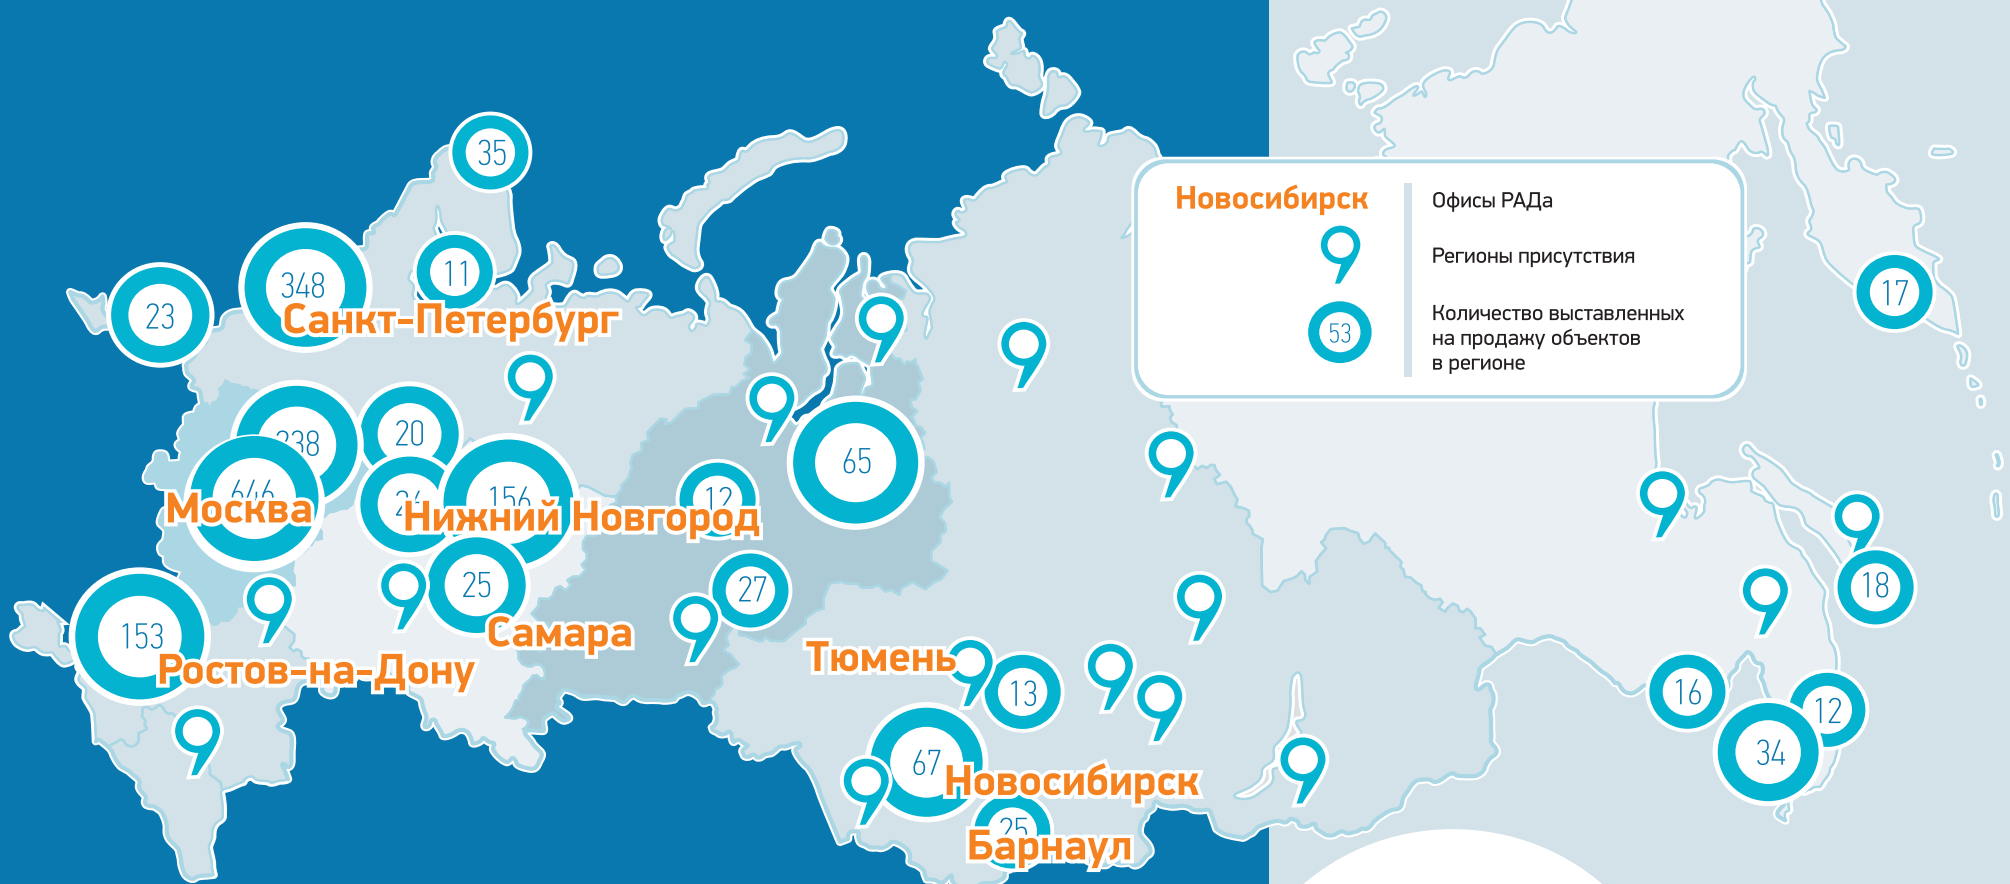 35
Новосибирск
Офисы РАДа
Регионы присутствия
53
Количество выставленных
на продажу объектов
в регионе
348
11
23
Санкт-Петербург
17
238
20
65
646
156
12
Москва
Нижний Новгород
25
27
18
153
Самара
Ростов-на-Дону
Тюмень
13
16
12
34
67
Новосибирск
25
Барнаул